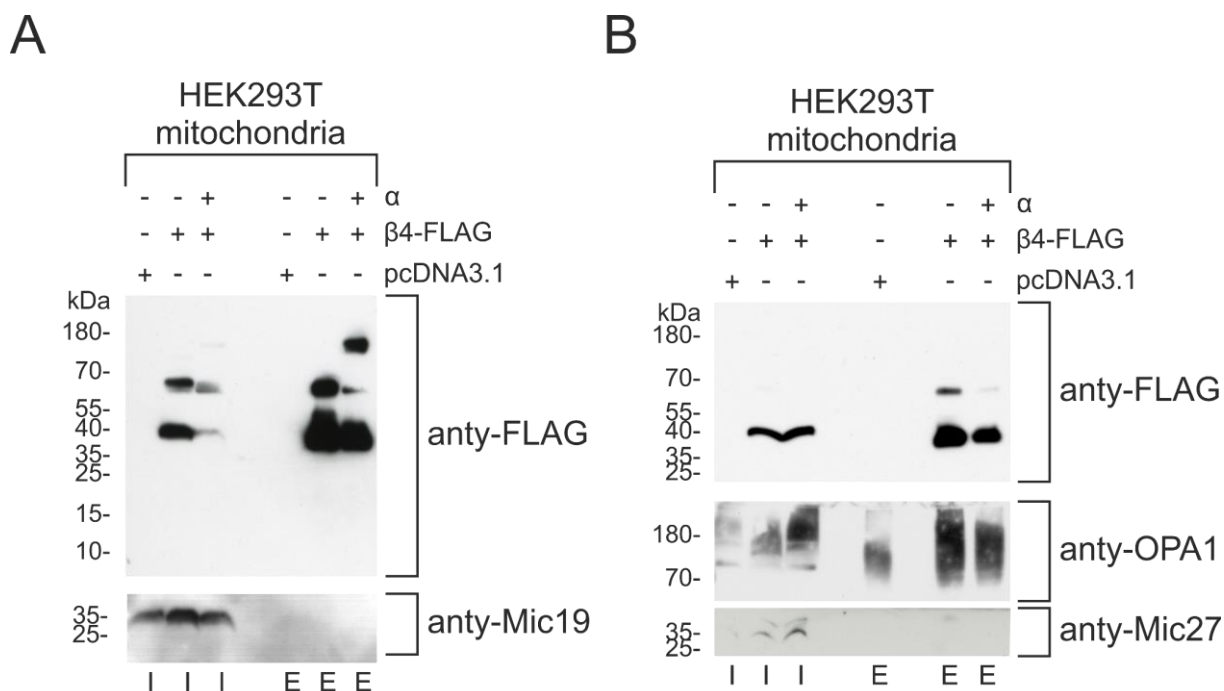 A
HEK293T
mitochondria
- - + - - + α
- + + - + + β4-FLAG
+ - - + - - pcDNA3.1
kDa
180-
70-
55-
40-
35-
25-
15-
10-
anty-FLAG
35-
25-
anty-Mic19
I I I E E E
B
HEK293T
mitochondria
- - + - - + α
- + + - + + β4-FLAG
+ - - + - - pcDNA3.1
kDa
180-
70-
55-
40-
35-
25-
anty-FLAG
180-
70-
anty-OPA1
35-
25-
anty-Mic27
I I I E E E